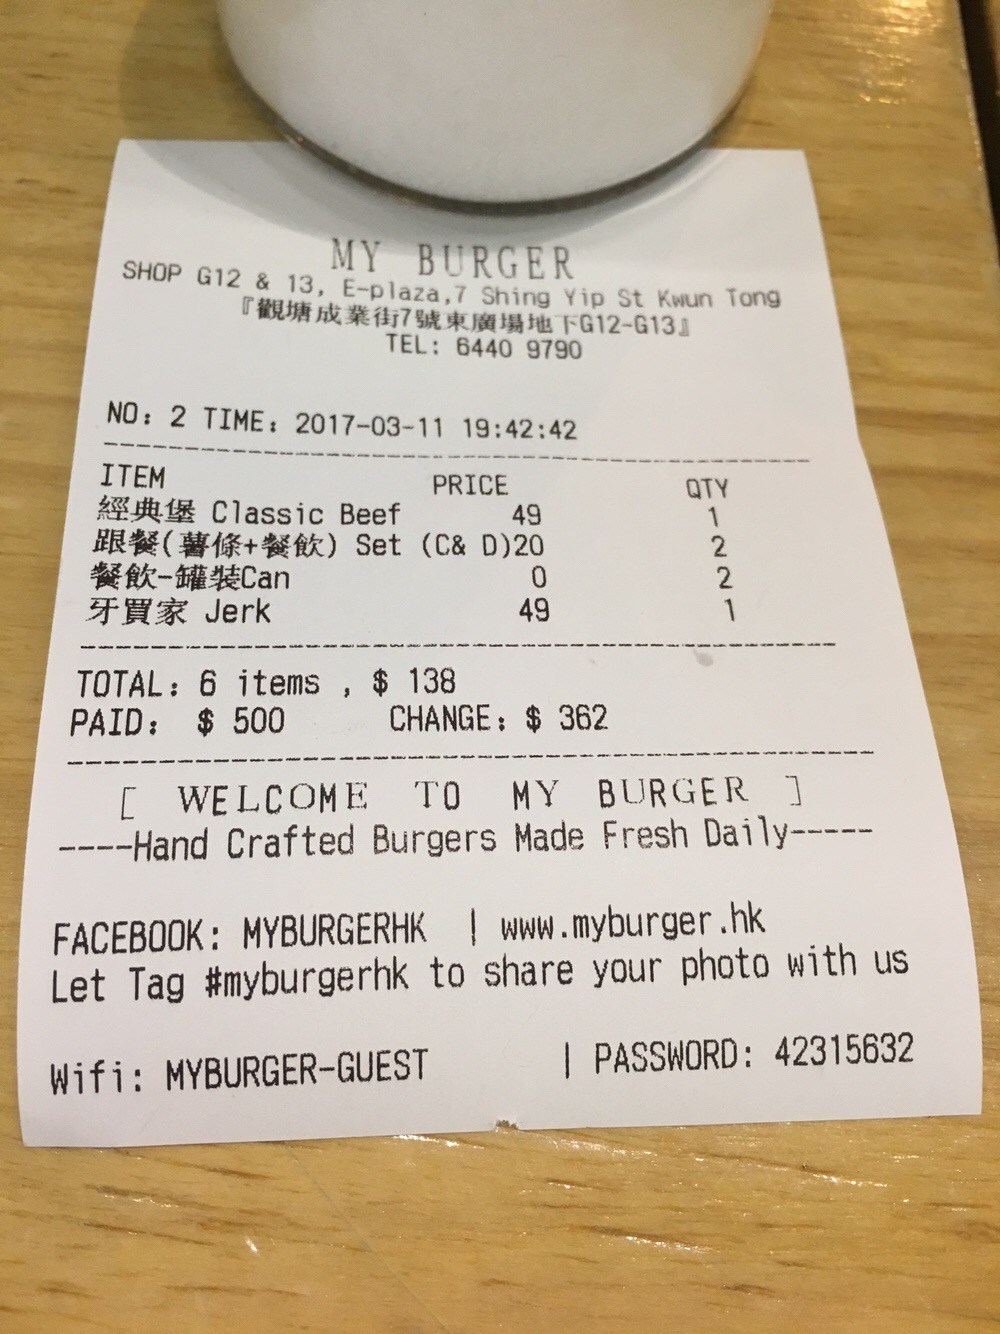 MY BURGER
SHOP G12 & 13, E-plaza,7 Shing Yip St Kwun Tong
『觀塘成業街7號東廣場地下G12-G13』
TEL: 6440 9790
NO: 2 TIME: 2017-03-11 19:42:42
ITEM PRICE QTY
經典堡 Classic Beef 49 1
跟餐(薯條+餐飲) Set (C& D)20 2
餐飲-罐裝Can 0 2
牙買家 Jerk 49 1
TOTAL: 6 items , $ 138
PAID: $ 500 CHANGE: $ 362
[ WELCOME TO MY BURGER ]
----Hand Crafted Burgers Made Fresh Daily-----
FACEBOOK: MYBURGERHK | www.myburger.hk
Let Tag #myburgerhk to share your photo with us
Wifi: MYBURGER-GUEST | PASSWORD: 42315632